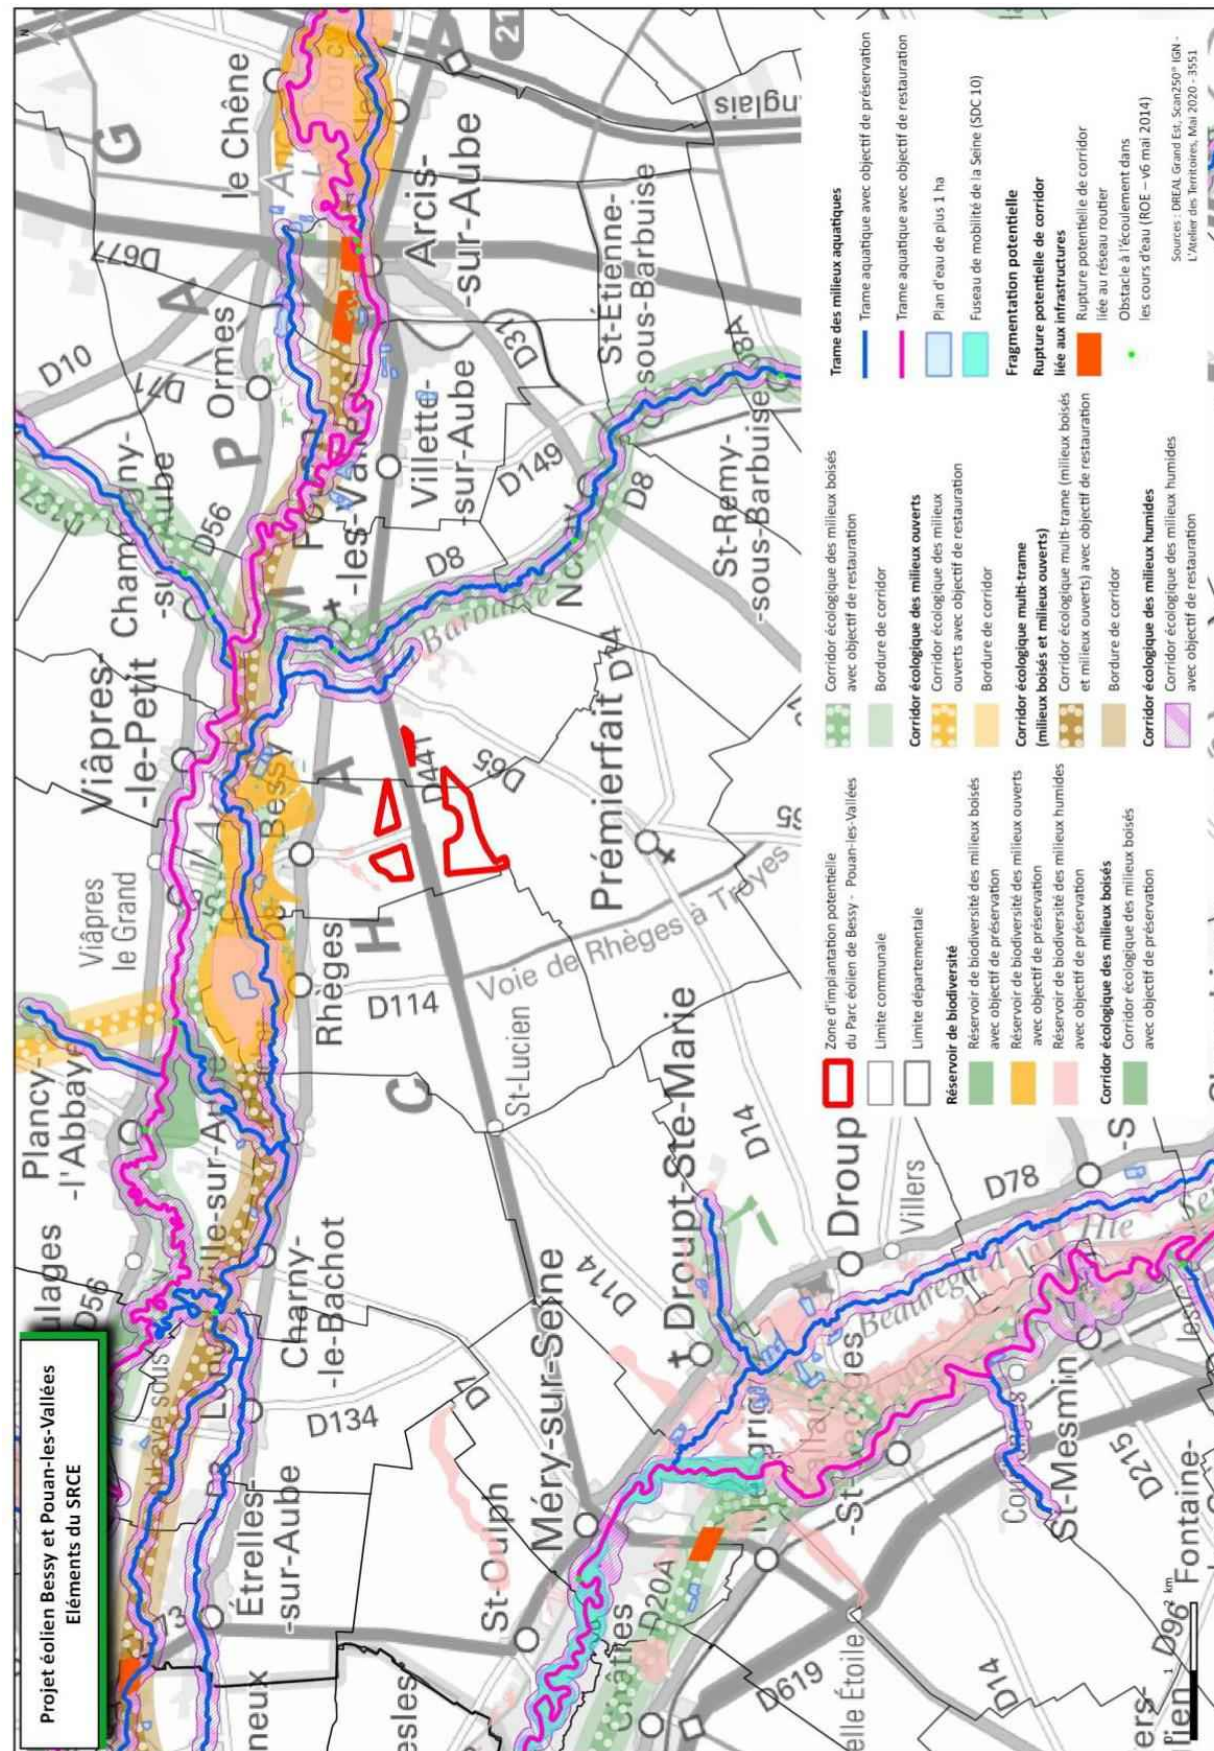 Projet éolien Bessy et Pouan-les-Vallées
Eléments du SRCE
Plancy-
-l'Abbaye
Viâpres
le Grand
Viâpres-
-le-Petit
D56
D10
D71
Ormes
D677
le Chêne
P
A
G
M
A
H
C
D56
Étrelles-
-sur-Aube
Charny-
-le-Bachot
D134
Rhèges
D114
Bessy
D441
D65
-les-
Villette-
-sur-Aube
Arcis-
-sur-Aube
21
D31
D149
D8
D8
Barbuise
St-Étienne-
-sous-Barbuise
St-Remy-
-sous-Barbuise
Prémierfait
D24
Voie de Rhèges à Troyes
St-Lucien
Méry-sur-Seine
St-Oulph
D7
D114
Droupt-Ste-Marie
D14
Droup
Villers
D78
Beauregard
D20A
D619
D14
St-Mesmin
D215
Fontaine-
D96
1
2 km
Zone d'implantation potentielle
du Parc éolien de Bessy - Pouan-les-Vallées
Limite communale
Limite départementale
Réservoir de biodiversité
Réservoir de biodiversité des milieux boisés
avec objectif de préservation
Réservoir de biodiversité des milieux ouverts
avec objectif de préservation
Réservoir de biodiversité des milieux humides
avec objectif de préservation
Corridor écologique des milieux boisés
Corridor écologique des milieux boisés
avec objectif de préservation
Corridor écologique des milieux boisés
avec objectif de restauration
Bordure de corridor
Corridor écologique des milieux ouverts
Corridor écologique des milieux
ouverts avec objectif de restauration
Bordure de corridor
Corridor écologique multi-trame
(milieux boisés et milieux ouverts)
Corridor écologique multi-trame (milieux boisés
et milieux ouverts) avec objectif de restauration
Bordure de corridor
Corridor écologique des milieux humides
Corridor écologique des milieux humides
avec objectif de restauration
Trame des milieux aquatiques
Trame aquatique avec objectif de préservation
Trame aquatique avec objectif de restauration
Plan d'eau de plus 1 ha
Fuseau de mobilité de la Seine (SDC 10)
Fragmentation potentielle
Rupture potentielle de corridor
liée aux infrastructures
Rupture potentielle de corridor
liée au réseau routier
Obstacle à l'écoulement dans
les cours d'eau (ROE – v6 mai 2014)
Sources : DREAL Grand Est, Scan250® IGN -
L'Atelier des Territoires, Mai 2020 - 3551